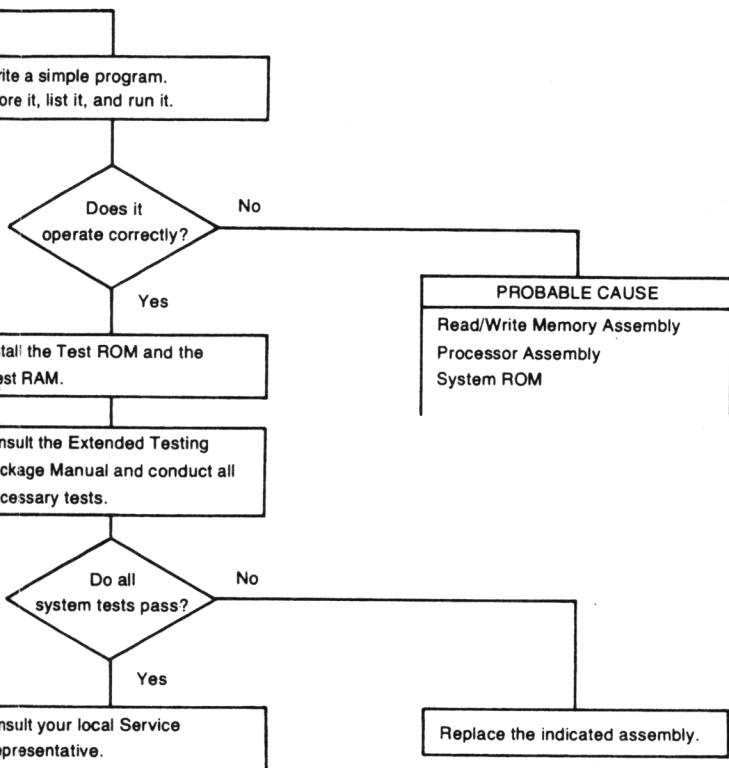 rite a simple program.
ore it, list it, and run it.
Does it
operate correctly?
No
Yes
PROBABLE CAUSE
Read/Write Memory Assembly
Processor Assembly
System ROM
tall the Test ROM and the
est RAM.
nsult the Extended Testing
ckage Manual and conduct all
cessary tests.
Do all
system tests pass?
No
Yes
nsult your local Service
presentative.
Replace the indicated assembly.